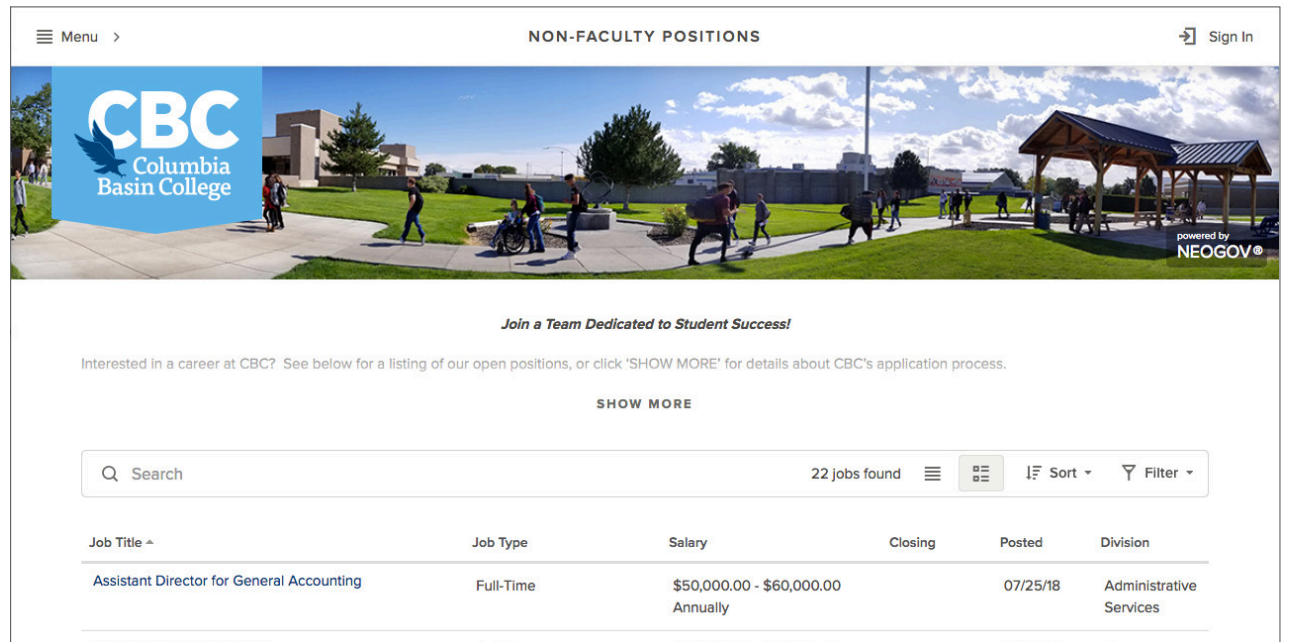 Menu >
NON-FACULTY POSITIONS
Sign In
CBC
Columbia
Basin College
powered by
NEOGOV®
Join a Team Dedicated to Student Success!
Interested in a career at CBC? See below for a listing of our open positions, or click 'SHOW MORE' for details about CBC's application process.
SHOW MORE
Search
22 jobs found
Sort
Filter
Job Title Job Type Salary Closing Posted Division
Assistant Director for General Accounting Full-Time $50,000.00 - $60,000.00 07/25/18 Administrative
Annually Services